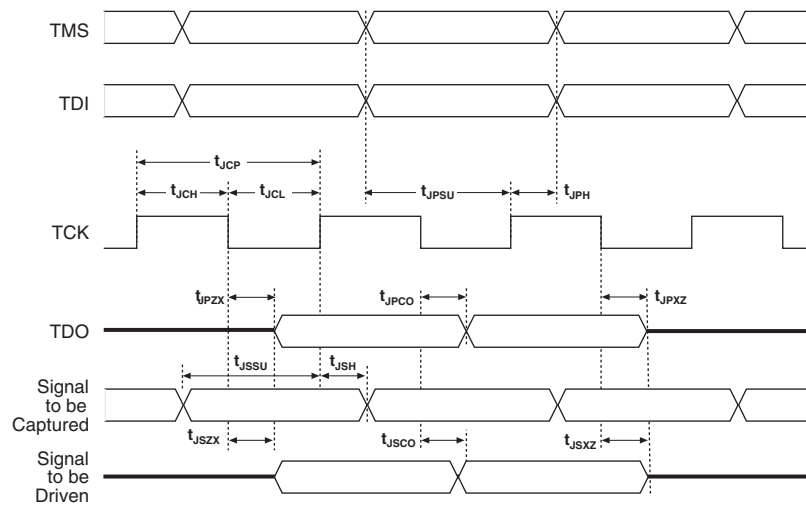 TMS
TDI
tJCP
tJCH
tJCL
tJPSU
tJPH
TCK
tJPZX
tJPCO
tJPXZ
TDO
tJSSU
tJSH
Signal
to be
Captured
tJSZX
tJSCO
tJSXZ
Signal
to be
Driven